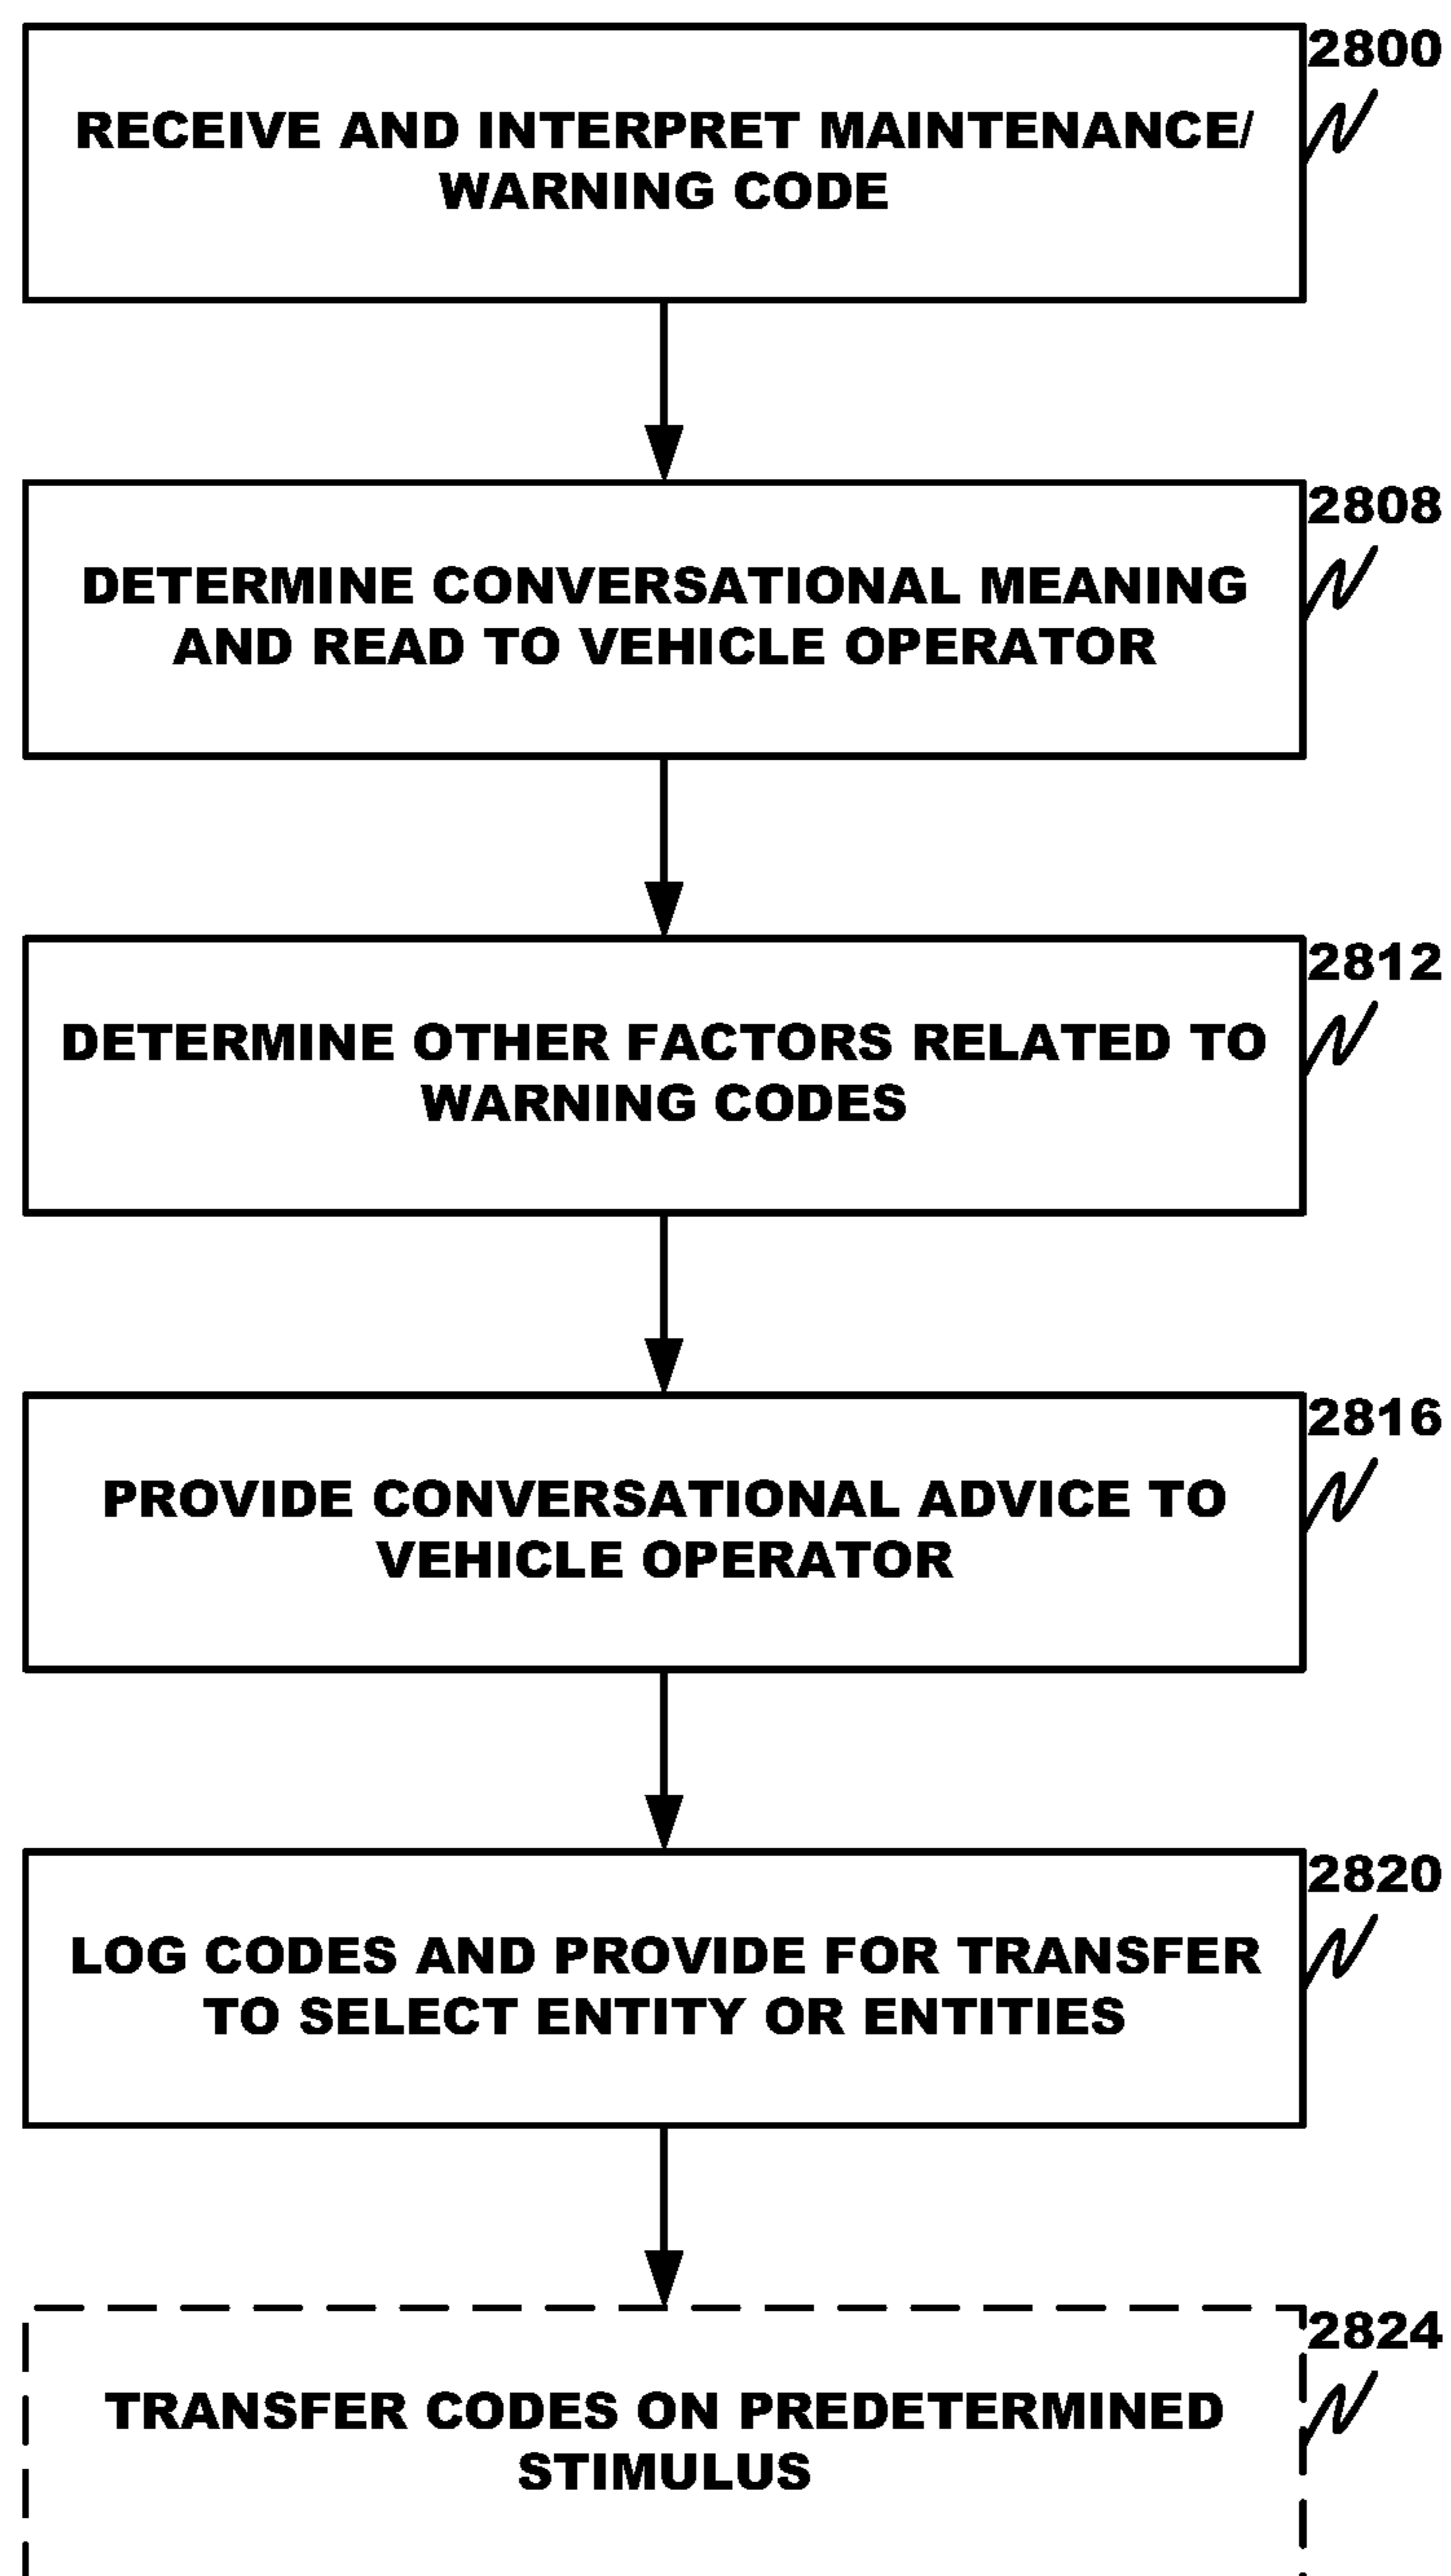 2800
RECEIVE AND INTERPRET MAINTENANCE/
WARNING CODE
2808
DETERMINE CONVERSATIONAL MEANING
AND READ TO VEHICLE OPERATOR
2812
DETERMINE OTHER FACTORS RELATED TO
WARNING CODES
2816
PROVIDE CONVERSATIONAL ADVICE TO
VEHICLE OPERATOR
2820
LOG CODES AND PROVIDE FOR TRANSFER
TO SELECT ENTITY OR ENTITIES
2824
TRANSFER CODES ON PREDETERMINED
STIMULUS